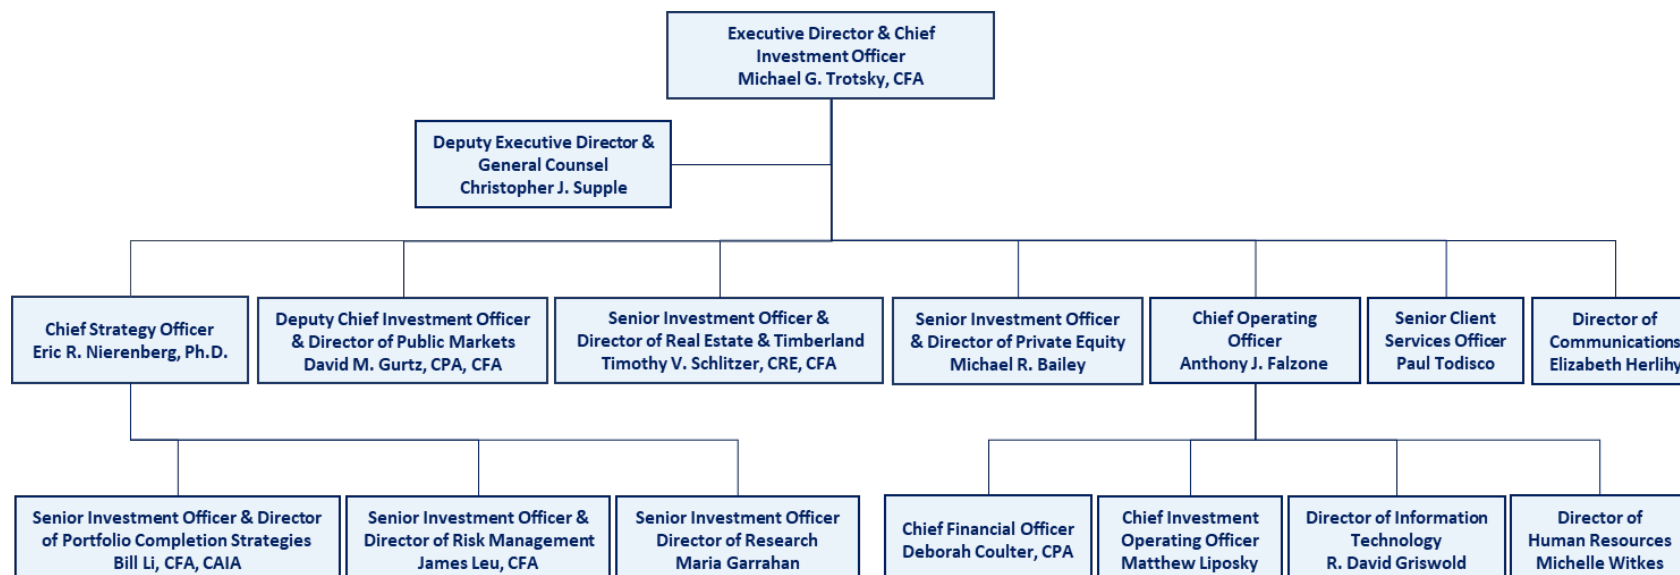 Executive Director & Chief
Investment Officer
Michael G. Trotsky, CFA
Deputy Executive Director &
General Counsel
Christopher J. Supple
Chief Strategy Officer
Eric R. Nierenberg, Ph.D.
Deputy Chief Investment Officer
& Director of Public Markets
David M. Gurtz, CPA, CFA
Senior Investment Officer &
Director of Real Estate & Timberland
Timothy V. Schlitzer, CRE, CFA
Senior Investment Officer
& Director of Private Equity
Michael R. Bailey
Chief Operating
Officer
Anthony J. Falzone
Senior Client
Services Officer
Paul Todisco
Director of
Communications
Elizabeth Herlihy
Senior Investment Officer & Director
of Portfolio Completion Strategies
Bill Li, CFA, CAIA
Senior Investment Officer &
Director of Risk Management
James Leu, CFA
Senior Investment Officer
Director of Research
Maria Garrahan
Chief Financial Officer
Deborah Coulter, CPA
Chief Investment
Operating Officer
Matthew Liposky
Director of Information
Technology
R. David Griswold
Director of
Human Resources
Michelle Witkes